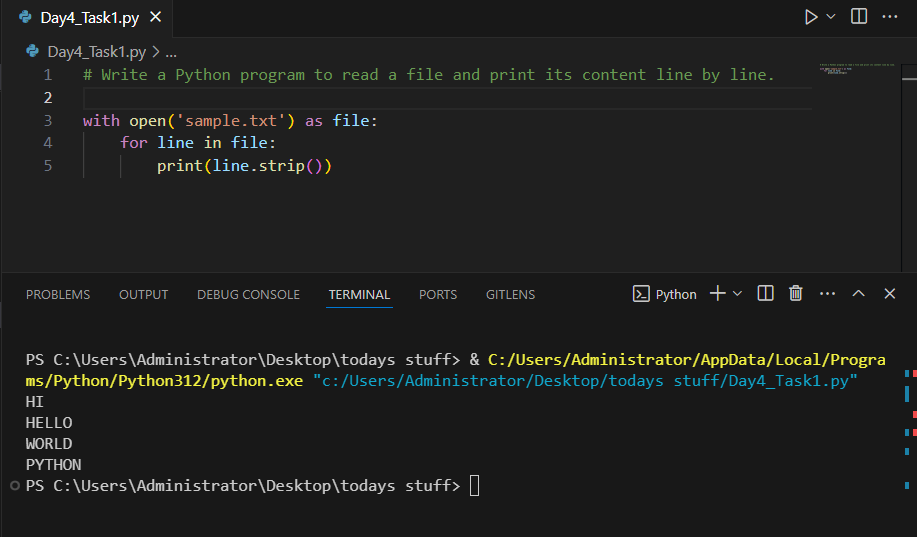 Day4_Task1.py
Day4_Task1.py > ...
1 # Write a Python program to read a file and print its content line by line.
2
3 with open('sample.txt') as file:
4     for line in file:
5         print(line.strip())
PROBLEMS OUTPUT DEBUG CONSOLE TERMINAL PORTS GITLENS Python
PS C:\Users\Administrator\Desktop\todays stuff> & C:/Users/Administrator/AppData/Local/Progra
ms/Python/Python312/python.exe "c:/Users/Administrator/Desktop/todays stuff/Day4_Task1.py"
HI
HELLO
WORLD
PYTHON
PS C:\Users\Administrator\Desktop\todays stuff>